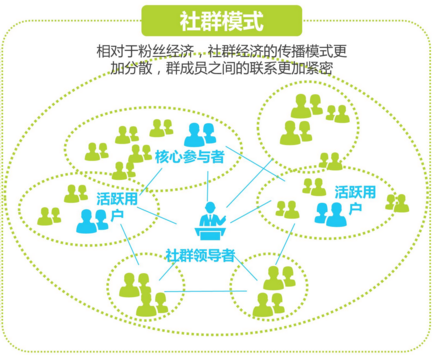 社群模式
相对于粉丝经济，社群经济的传播模式更
加分散，群成员之间的联系更加紧密
核心参与者
活跃用
户
活跃用
户
社群领导者